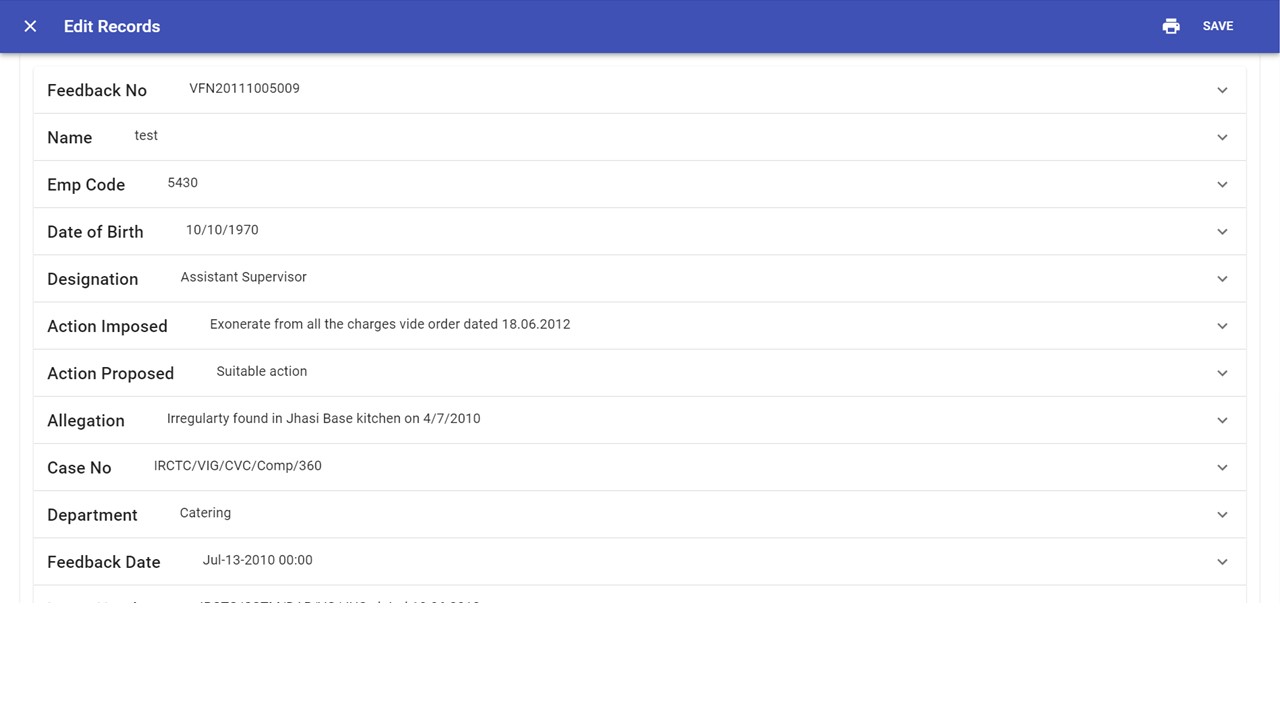 Edit Records
SAVE
Feedback No VFN20111005009
Name test
Emp Code 5430
Date of Birth 10/10/1970
Designation Assistant Supervisor
Action Imposed Exonerate from all the charges vide order dated 18.06.2012
Action Proposed Suitable action
Allegation Irregularty found in Jhasi Base kitchen on 4/7/2010
Case No IRCTC/VIG/CVC/Comp/360
Department Catering
Feedback Date Jul-13-2010 00:00